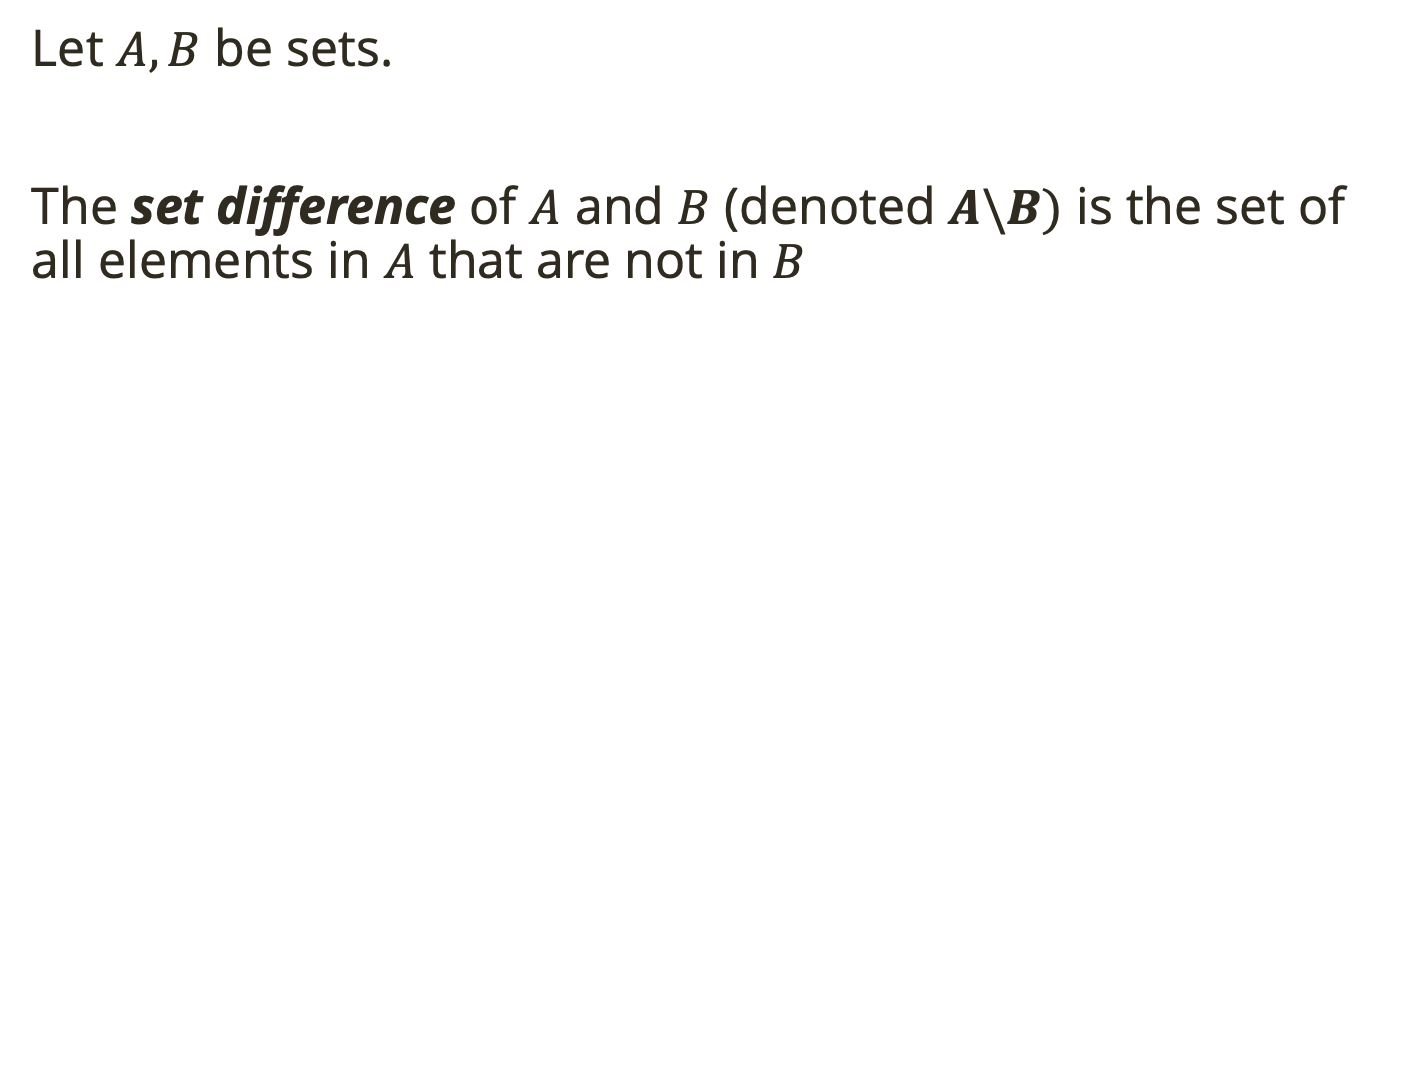 Let A, B be sets.
The set difference of A and B (denoted A\B) is the set of
all elements in A that are not in B